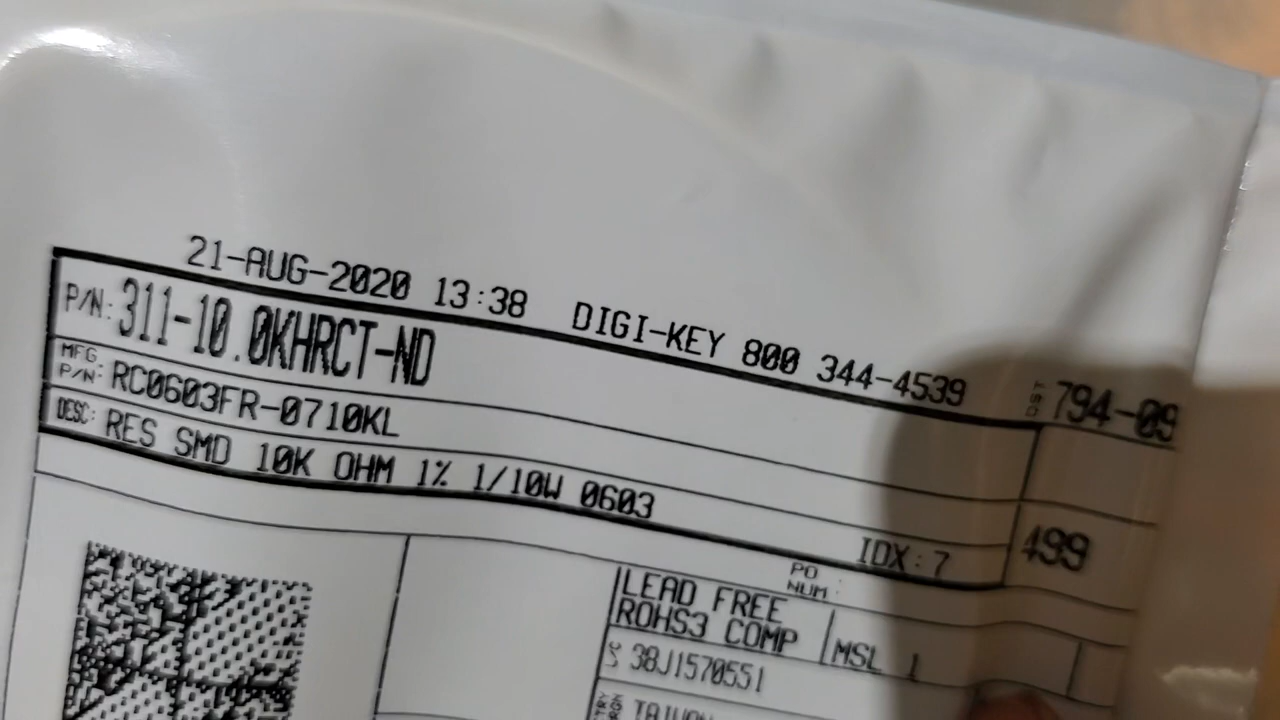 21-AUG-2020 13:38 DIGI-KEY 800 344-4539
P/N: 311-10.0KHRCT-ND
794-09
MFG P/N: RC0603FR-0710KL
DESC: RES SMD 10K OHM 1% 1/10W 0603
IDX: 7
499
PO NUM:
LEAD FREE
ROHS3 COMP
MSL 1
38J1570551
TAIWAN